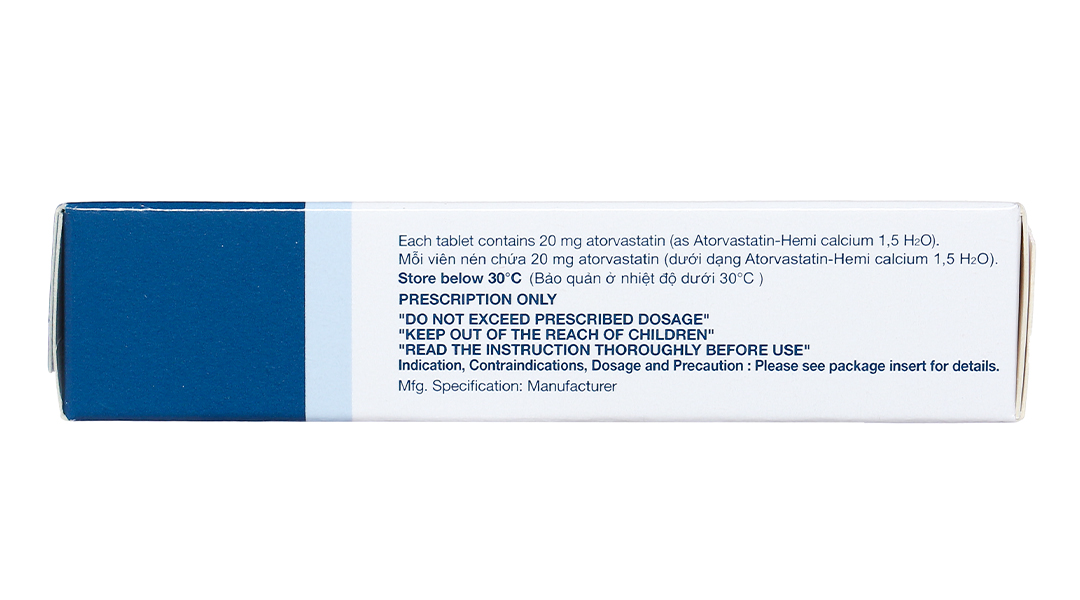 Each tablet contains 20 mg atorvastatin (as Atorvastatin-Hemi calcium 1,5 H₂O).
Mỗi viên nén chứa 20 mg atorvastatin (dưới dạng Atorvastatin-Hemi calcium 1,5 H₂O).
Store below 30°C (Bảo quản ở nhiệt độ dưới 30°C )
PRESCRIPTION ONLY
"DO NOT EXCEED PRESCRIBED DOSAGE"
"KEEP OUT OF THE REACH OF CHILDREN"
"READ THE INSTRUCTION THOROUGHLY BEFORE USE"
Indication, Contraindications, Dosage and Precaution : Please see package insert for details.
Mfg. Specification: Manufacturer